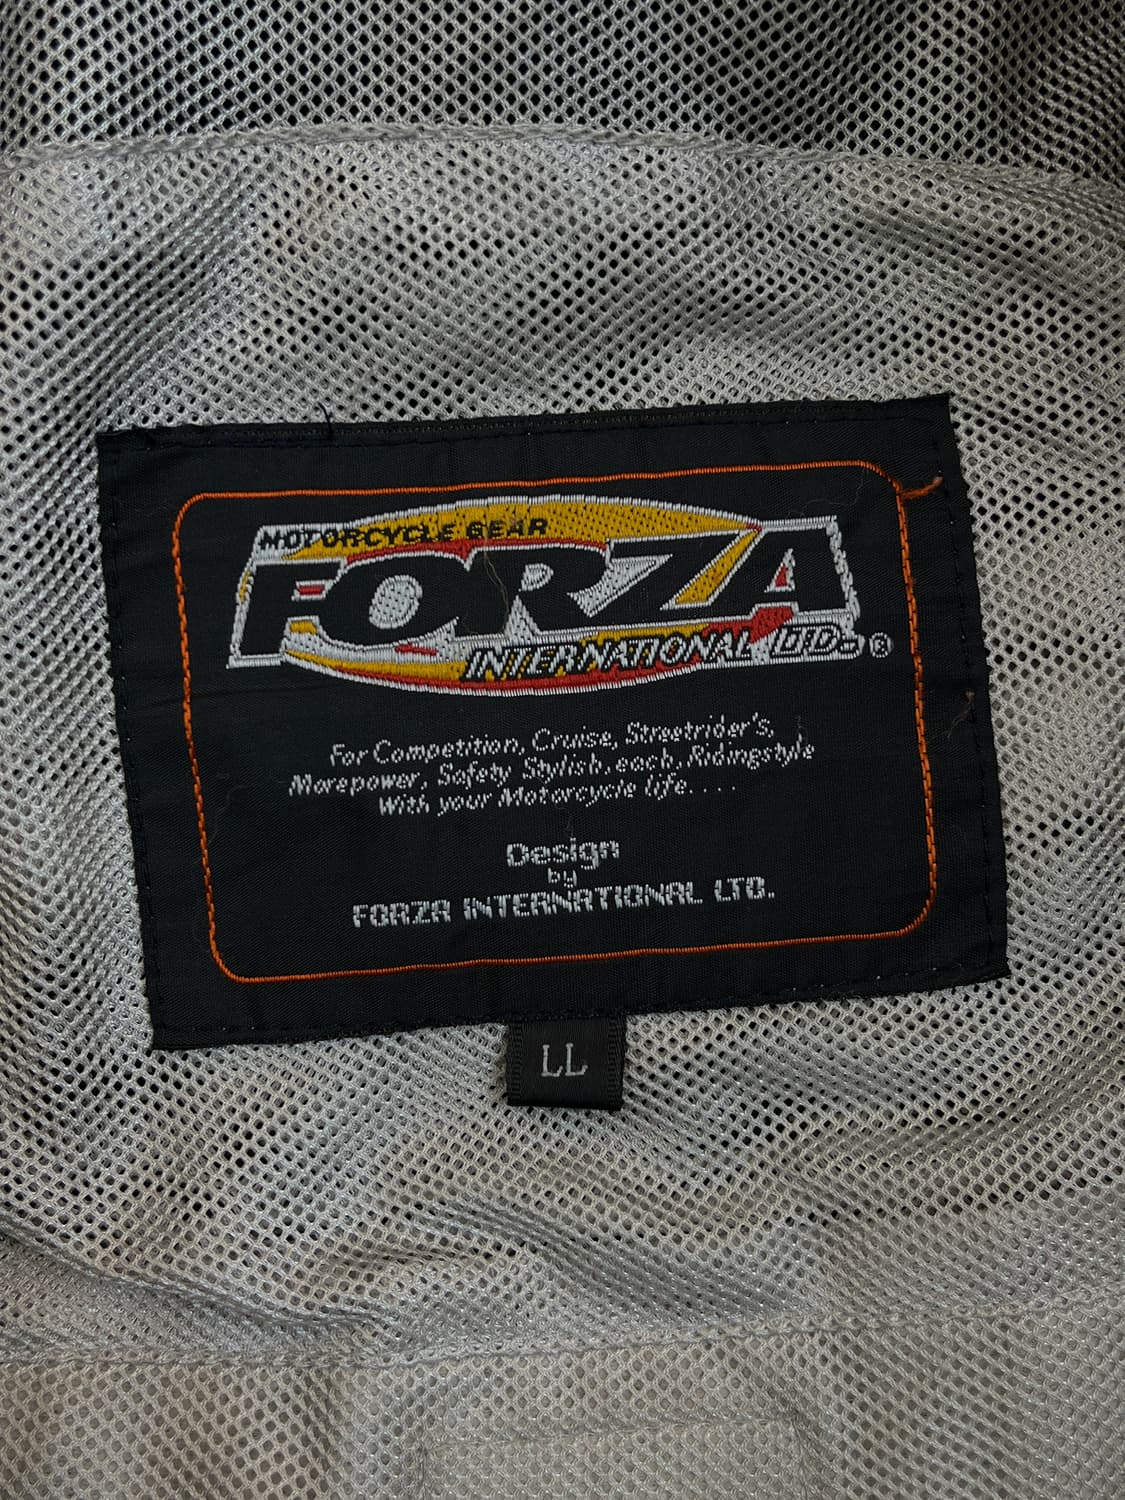 MOTORCYCLE GEAR
FORZA
INTERNATIONAL LTD. ®
For Competition, Cruise, Streetrider's,
Morepower, Safety Stylish, each, Ridingstyle
With your Motorcycle life.....
Design
by
FORZA INTERNATIONAL LTD.
LL